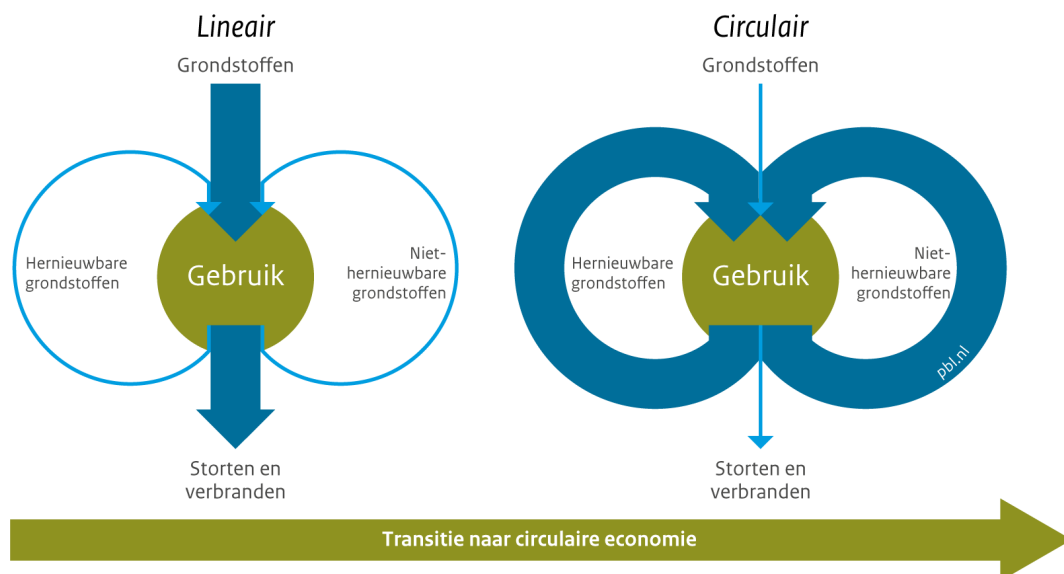 Lineair
Grondstoffen
Hernieuwbare
grondstoffen
Gebruik
Niet-
hernieuwbare
grondstoffen
Storten en
verbranden
Circulair
Grondstoffen
Hernieuwbare
grondstoffen
Gebruik
Niet-
hernieuwbare
grondstoffen
pbl.nl
Storten en
verbranden
Transitie naar circulaire economie